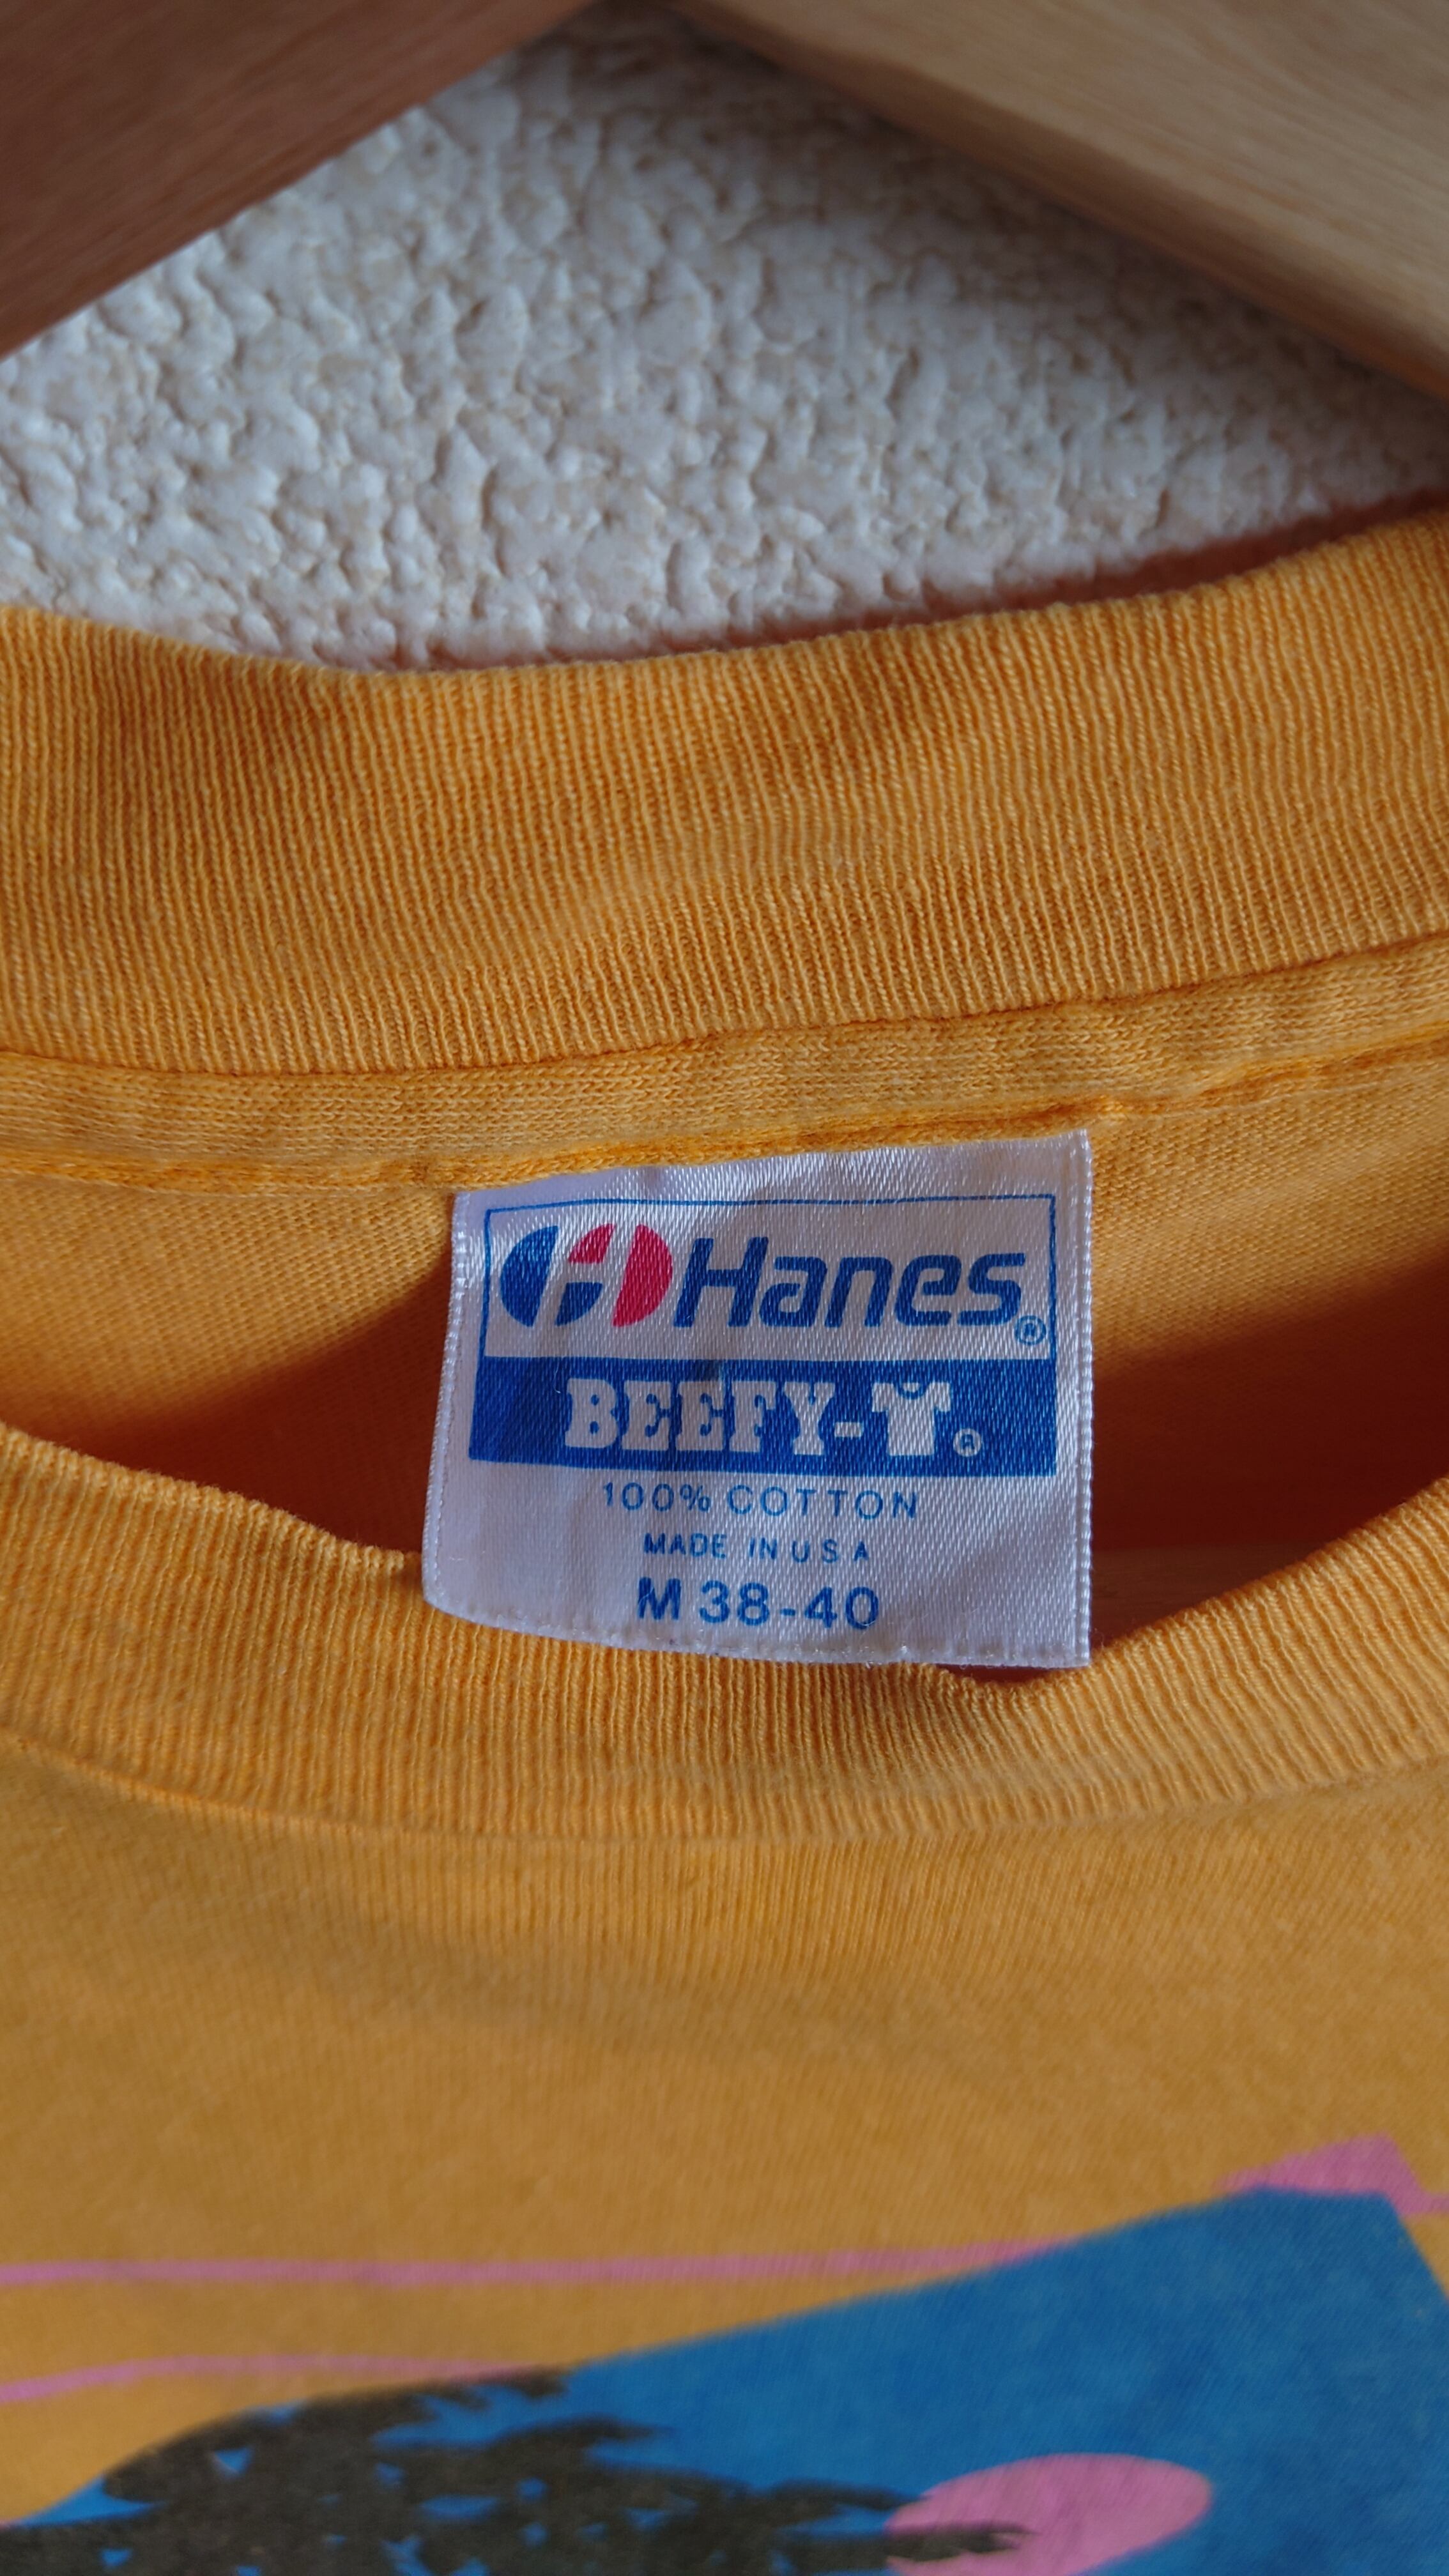 Hanes®
BEEFY-T®
100% COTTON
MADE IN U S A
M 38-40